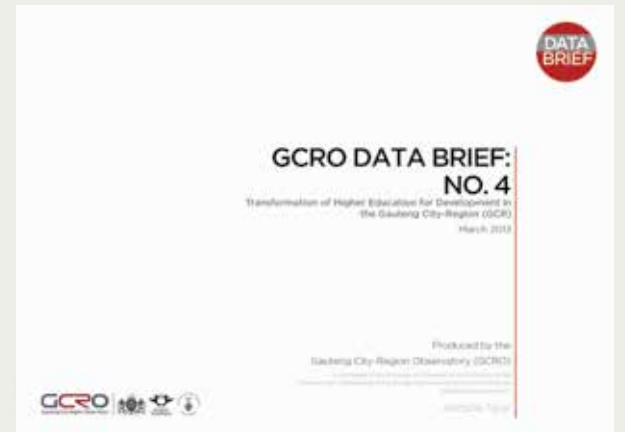 DATA
BRIEF
GCRO DATA BRIEF:
NO. 4
Transformation of Higher Education for Development in
the Gauteng City-Region (GCR)
March 2013
Produced by the
Gauteng City-Region Observatory (GCRO)
GCRO